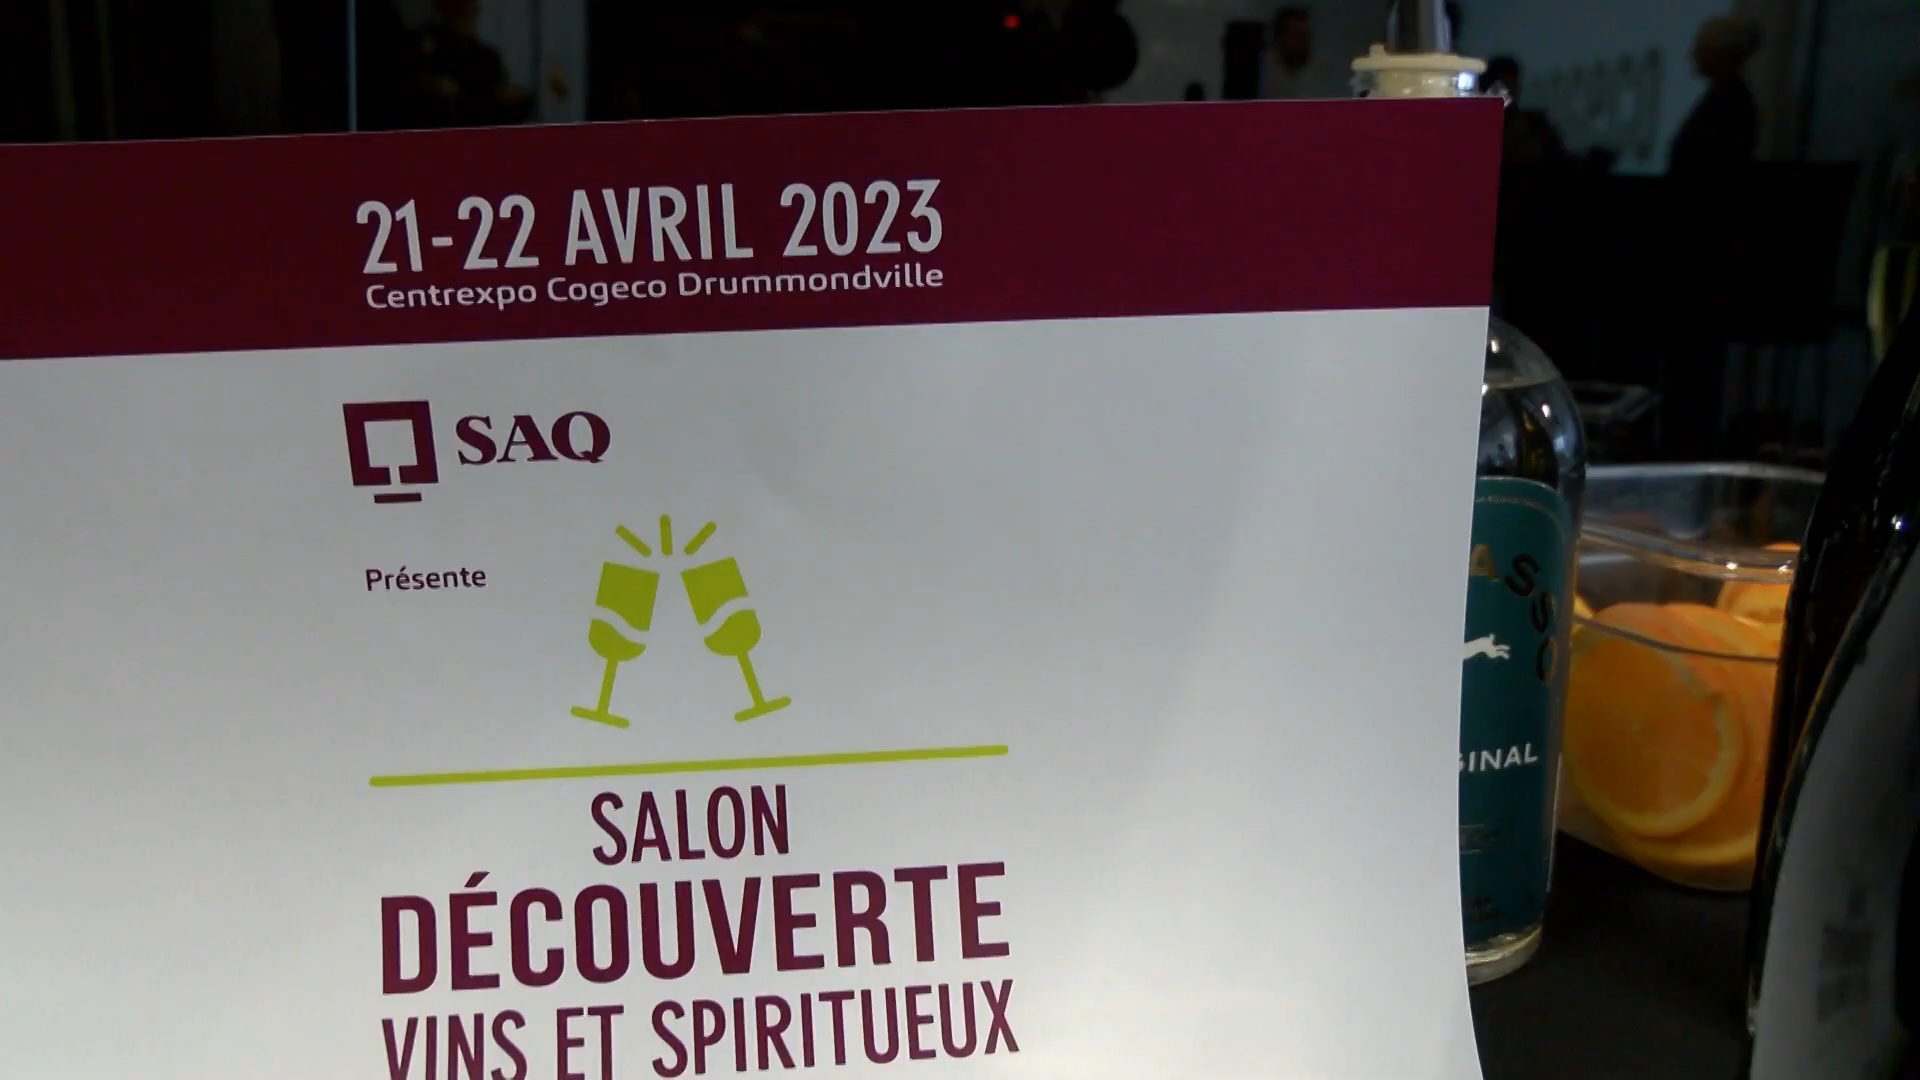 21-22 AVRIL 2023
Centrexpo Cogeco Drummondville
SAQ
Présente
SALON
DÉCOUVERTE
VINS ET SPIRITUEUX